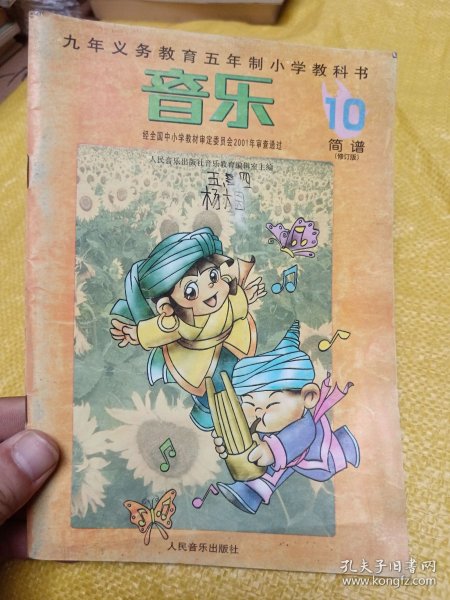 九年义务教育五年制小学教科书
音乐
10
简谱
(修订版)
经全国中小学教材审定委员会2001年审查通过
人民音乐出版社音乐教育编辑室主编
人民音乐出版社
孔夫子旧书网
www.kongfz.com